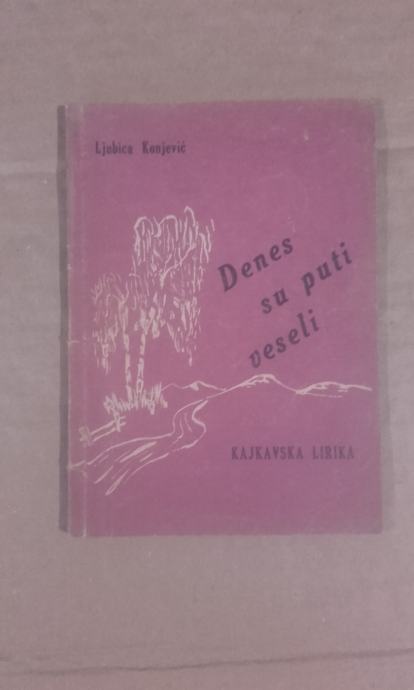 Ljubica Konjević
Denes
su puti
veseli
KAJKAVSKA LIRIKA